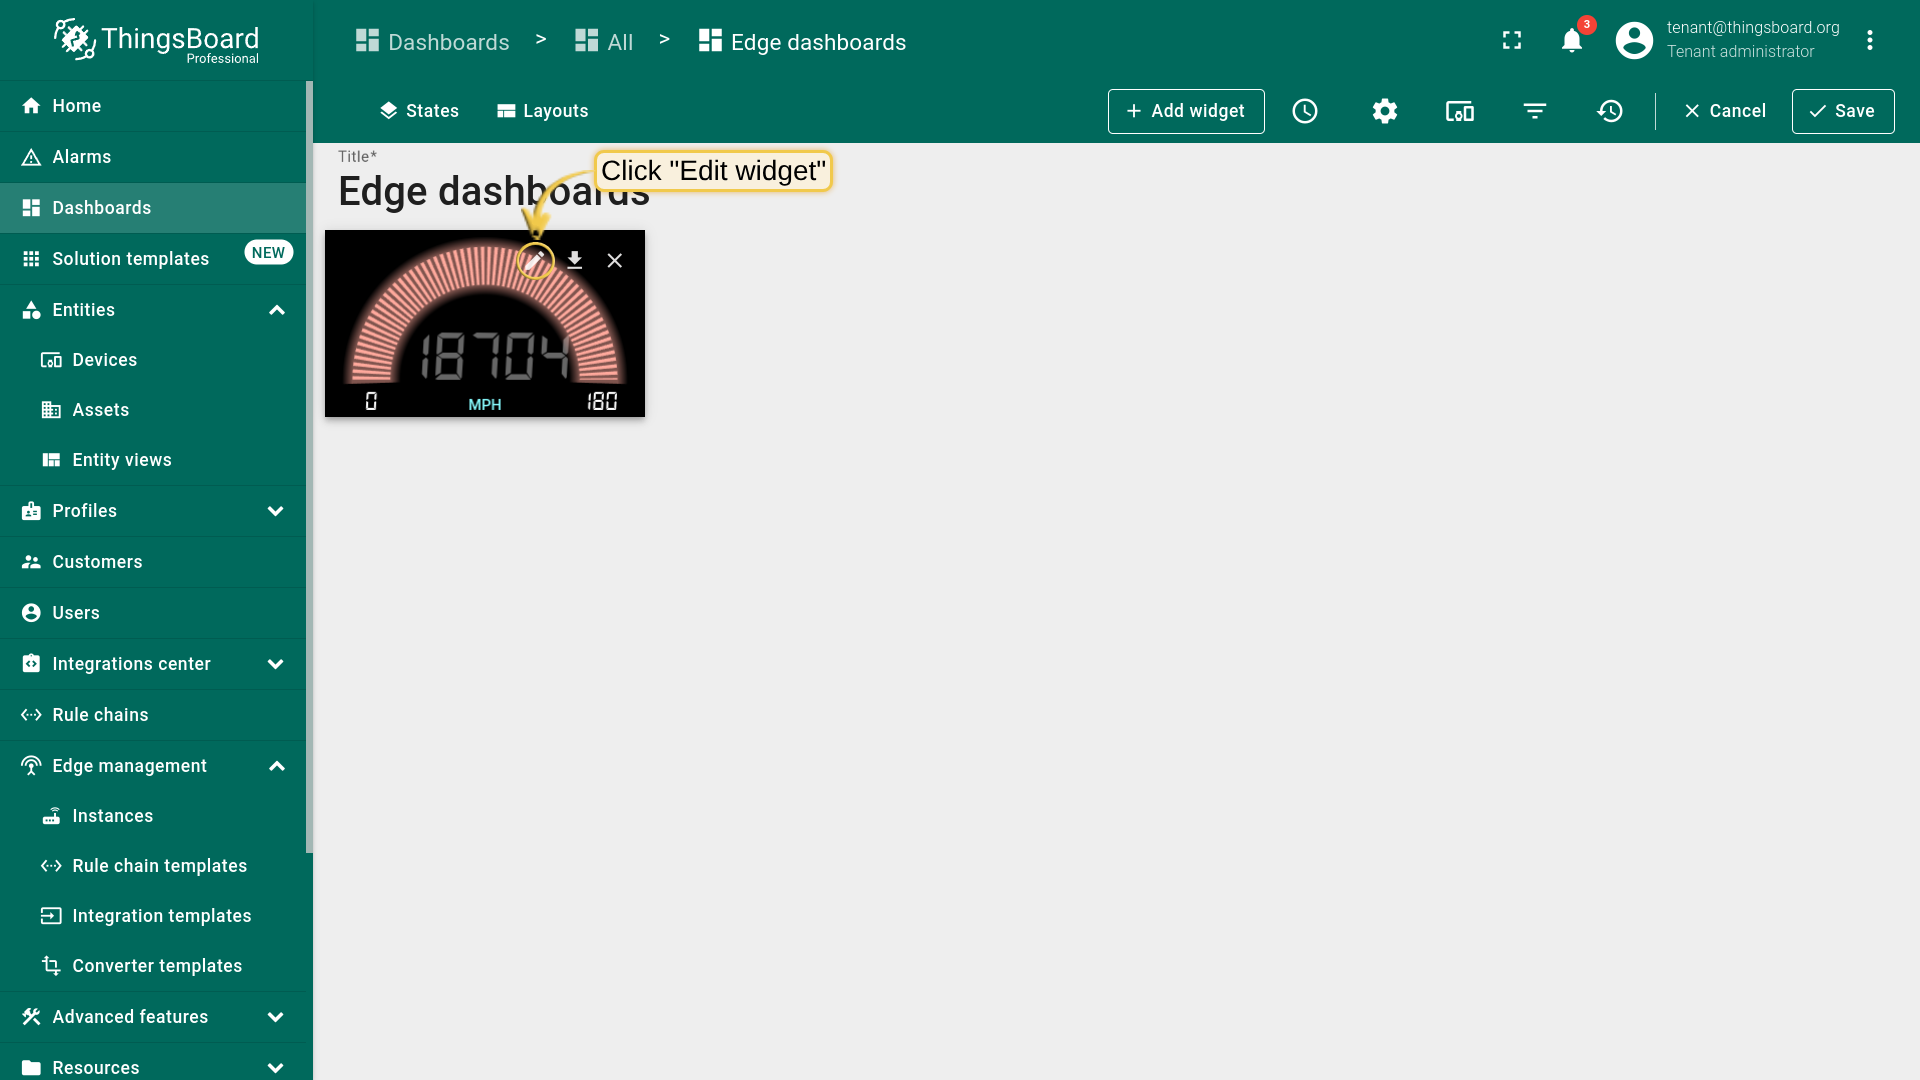 ThingsBoard
Professional
Dashboards > All > Edge dashboards
3
tenant@thingsboard.org
Tenant administrator
States
Layouts
+ Add widget
Cancel
Save
Home
Alarms
Dashboards
Solution templates
NEW
Entities
Devices
Assets
Entity views
Profiles
Customers
Users
Integrations center
Rule chains
Edge management
Instances
Rule chain templates
Integration templates
Converter templates
Advanced features
Resources
Title*
Edge dashboards
Click "Edit widget"
18704
0
MPH
180